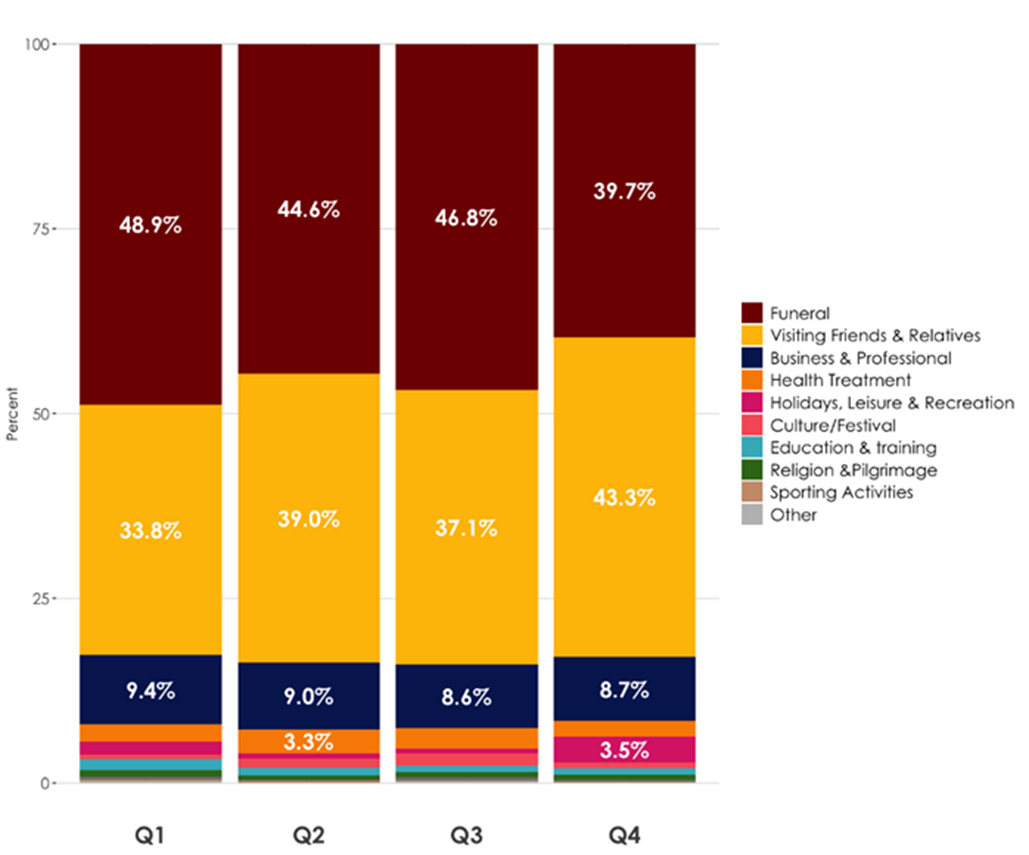 100
75
50
25
0
Percent
48.9%
33.8%
9.4%
44.6%
39.0%
9.0%
3.3%
46.8%
37.1%
8.6%
39.7%
43.3%
8.7%
3.5%
Q1
Q2
Q3
Q4
Funeral
Visiting Friends & Relatives
Business & Professional
Health Treatment
Holidays, Leisure & Recreation
Culture/Festival
Education & training
Religion &Pilgrimage
Sporting Activities
Other